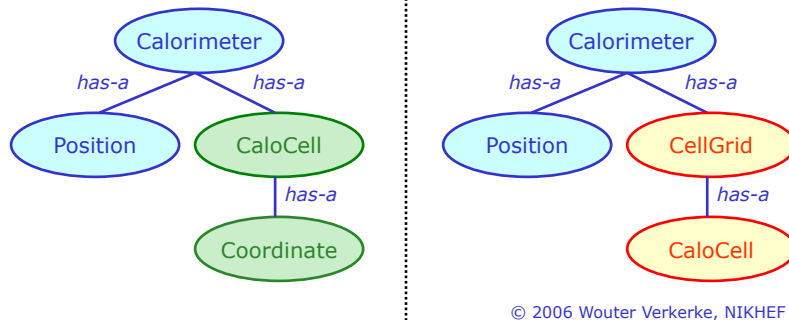 Calorimeter
has-a has-a
Position CaloCell
has-a
Coordinate
Calorimeter
has-a has-a
Position CellGrid
has-a
CaloCell
© 2006 Wouter Verkerke, NIKHEF